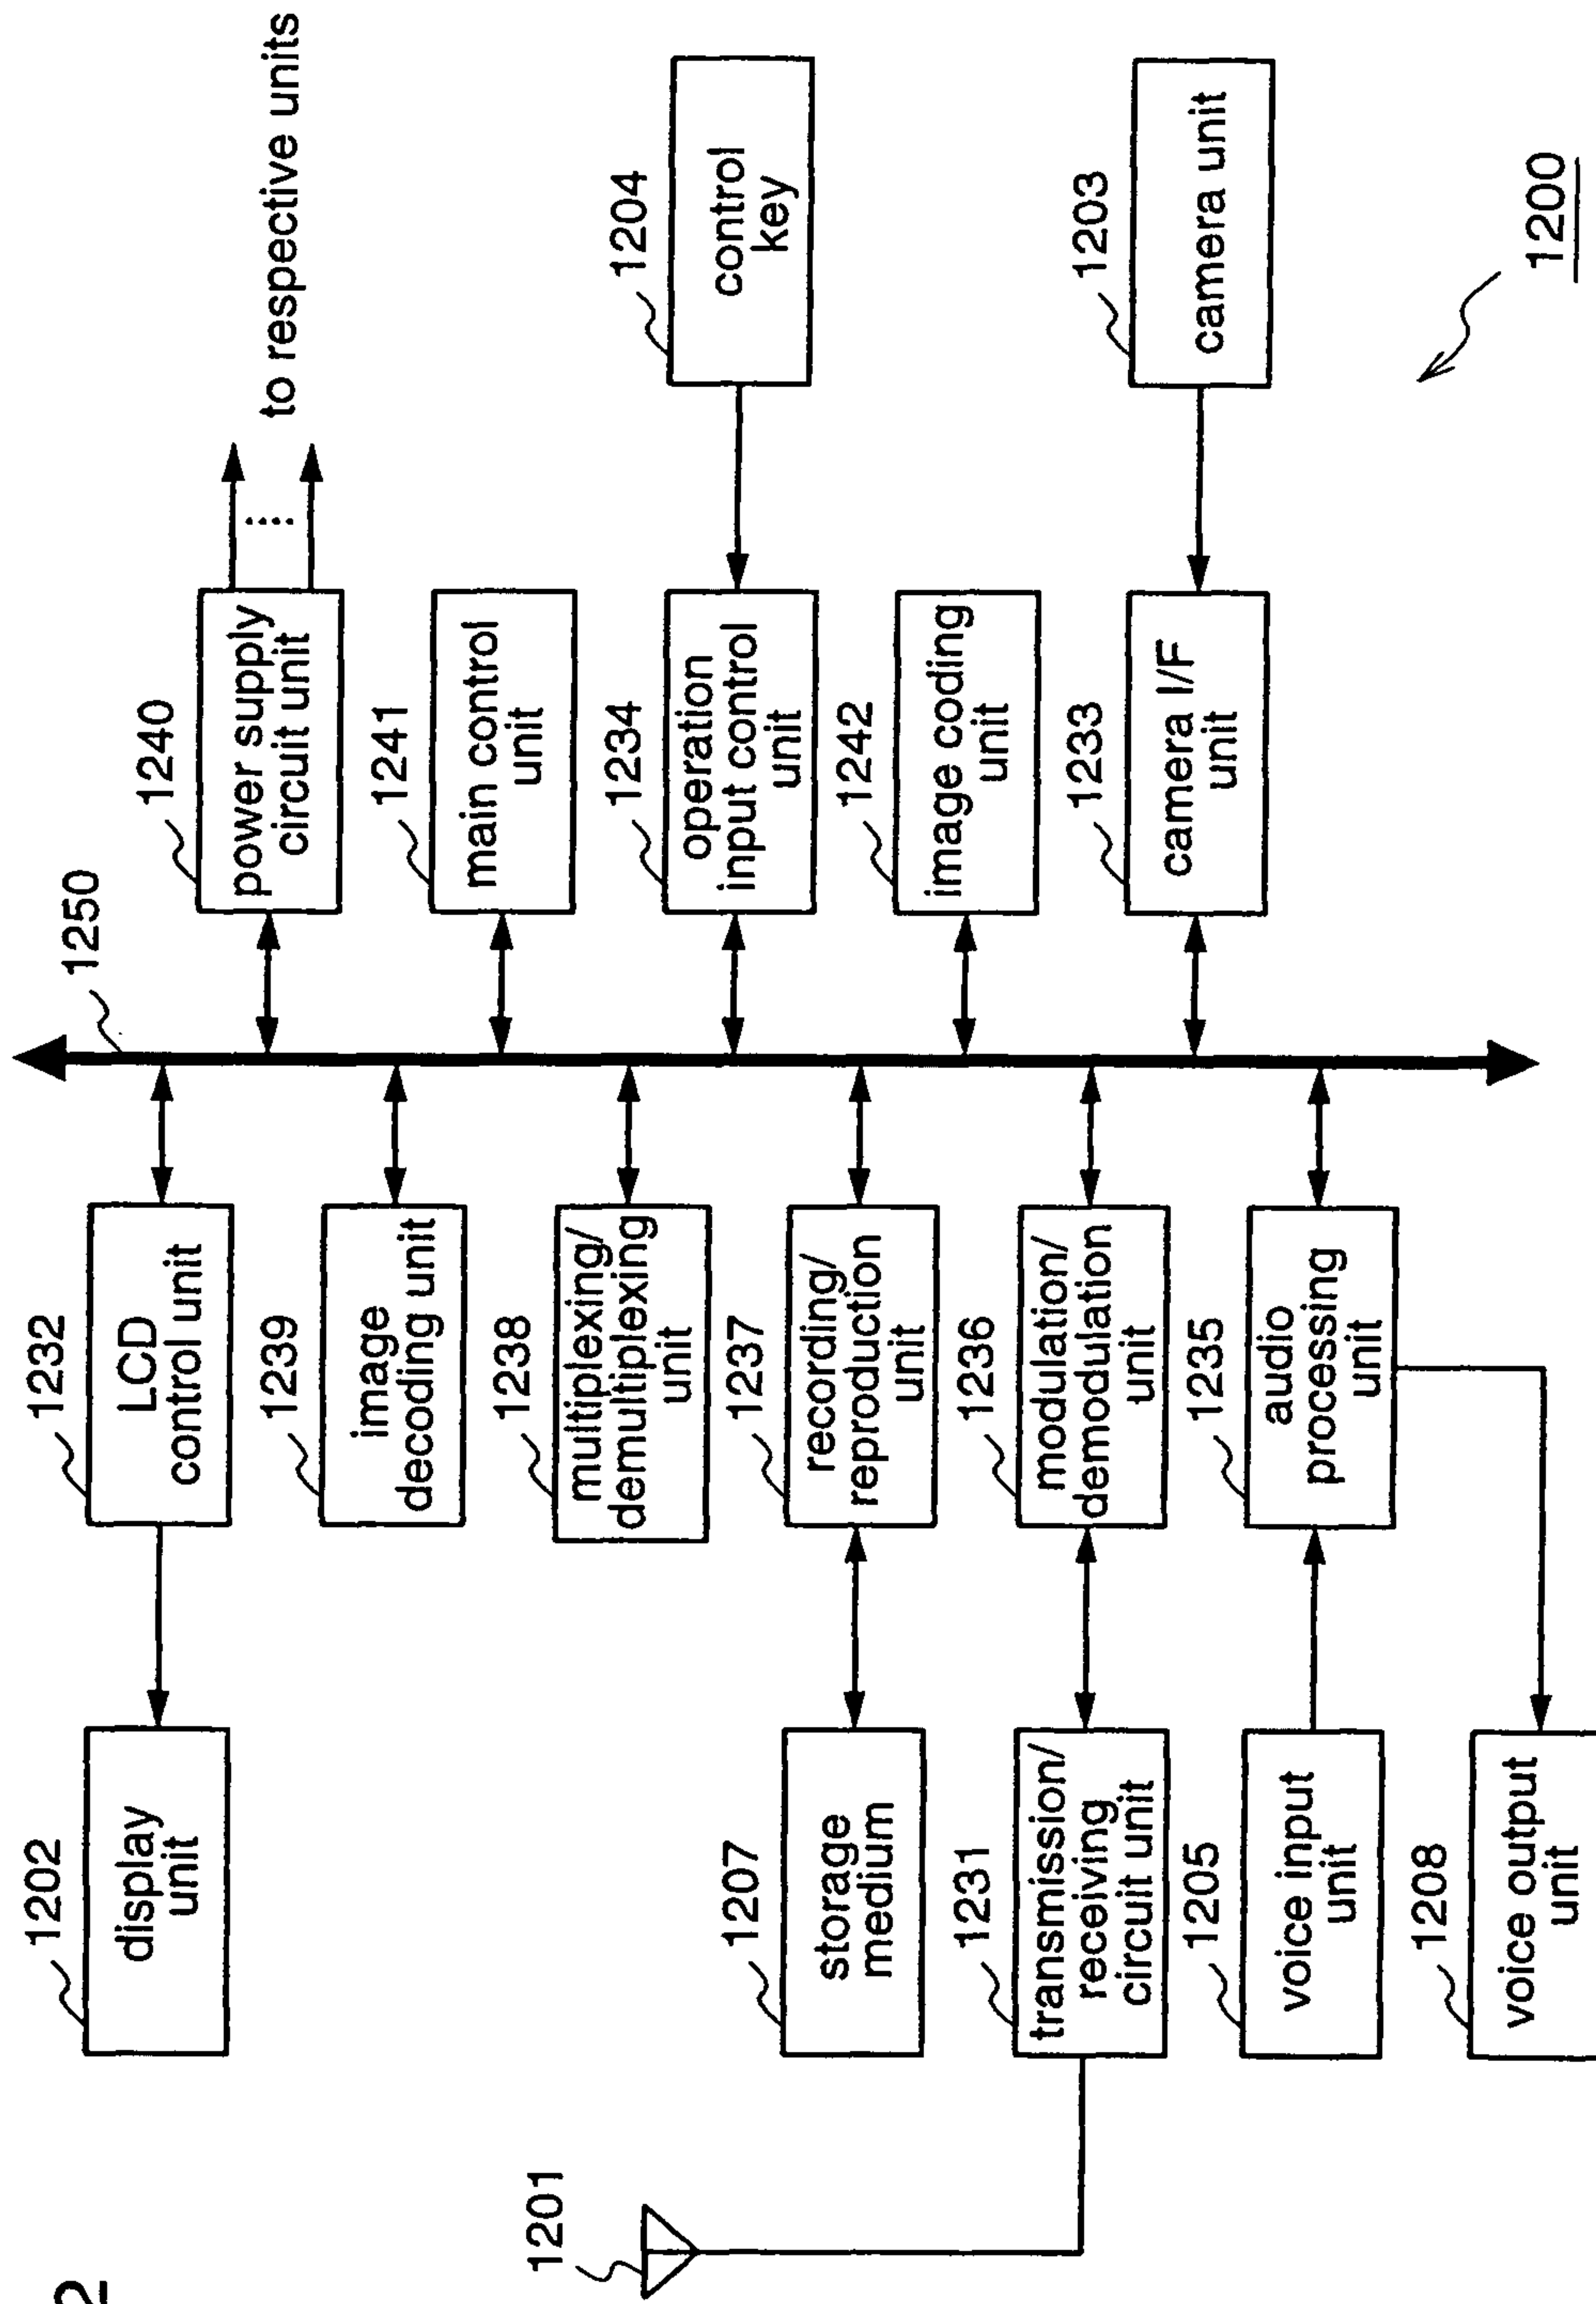 2
1201
1202
display
unit
1207
storage
medium
1231
transmission/
receiving
circuit unit
1205
voice input
unit
1208
voice output
unit
1232
LCD
control unit
1239
image
decoding unit
1238
multiplexing/
demultiplexing
unit
1237
recording/
reproduction
unit
1236
modulation/
demodulation
unit
1235
audio
processing
unit
1250
1240
power supply
circuit unit
1241
main control
unit
1234
operation
input control
unit
1242
image coding
unit
1233
camera I/F
unit
to respective units
1204
control
key
1203
camera unit
1200